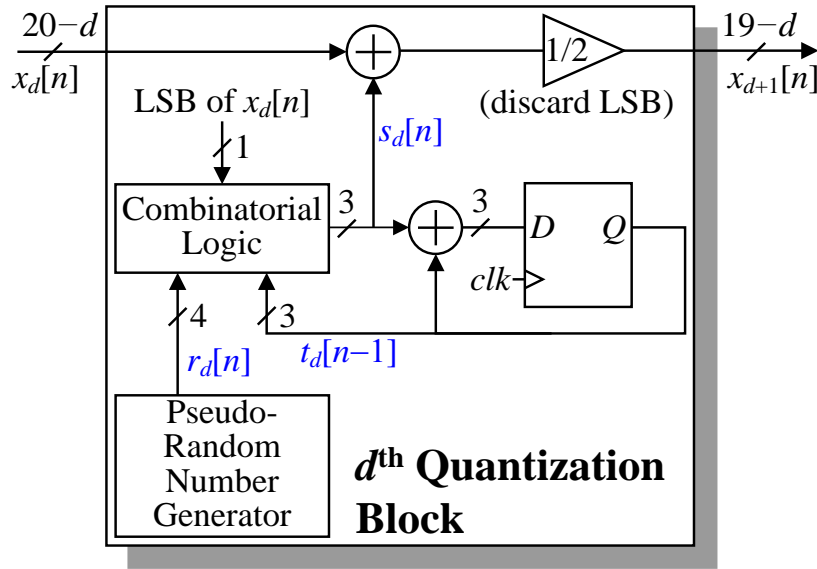 20−d
19−d
x_d[n]
1/2
x_{d+1}[n]
LSB of x_d[n]
(discard LSB)
1
s_d[n]
Combinatorial
Logic
3
3
D
Q
clk
4
3
r_d[n]
t_d[n−1]
Pseudo-
Random
Number
Generator
d^{th} Quantization
Block